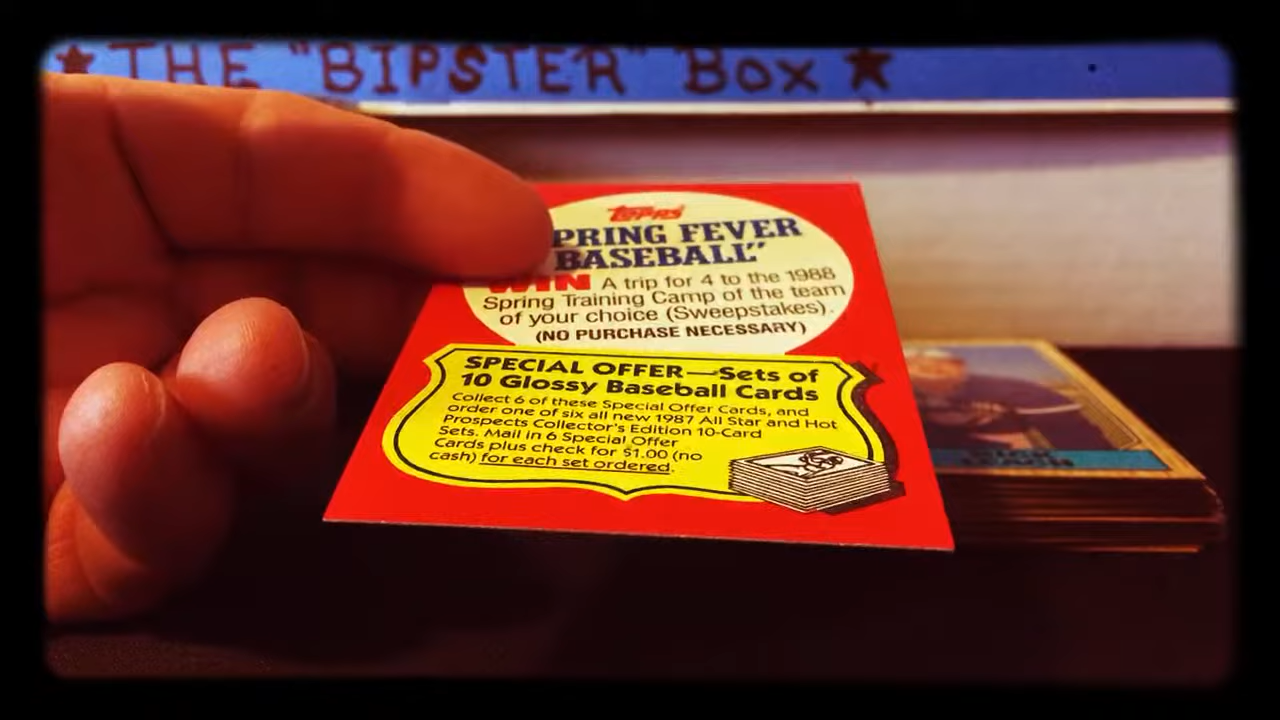 ★ THE "BIPSTER" BOX ★
TOPPS
PRING FEVER
BASEBALL"
WIN A trip for 4 to the 1988
Spring Training Camp of the team
of your choice (Sweepstakes).
(NO PURCHASE NECESSARY)
SPECIAL OFFER—Sets of
10 Glossy Baseball Cards
Collect 6 of these Special Offer Cards, and
order one of six all new 1987 All Star and Hot
Prospects Collector's Edition 10-Card
Sets. Mail in 6 Special Offer
Cards plus check for $1.00 (no
cash) for each set ordered.